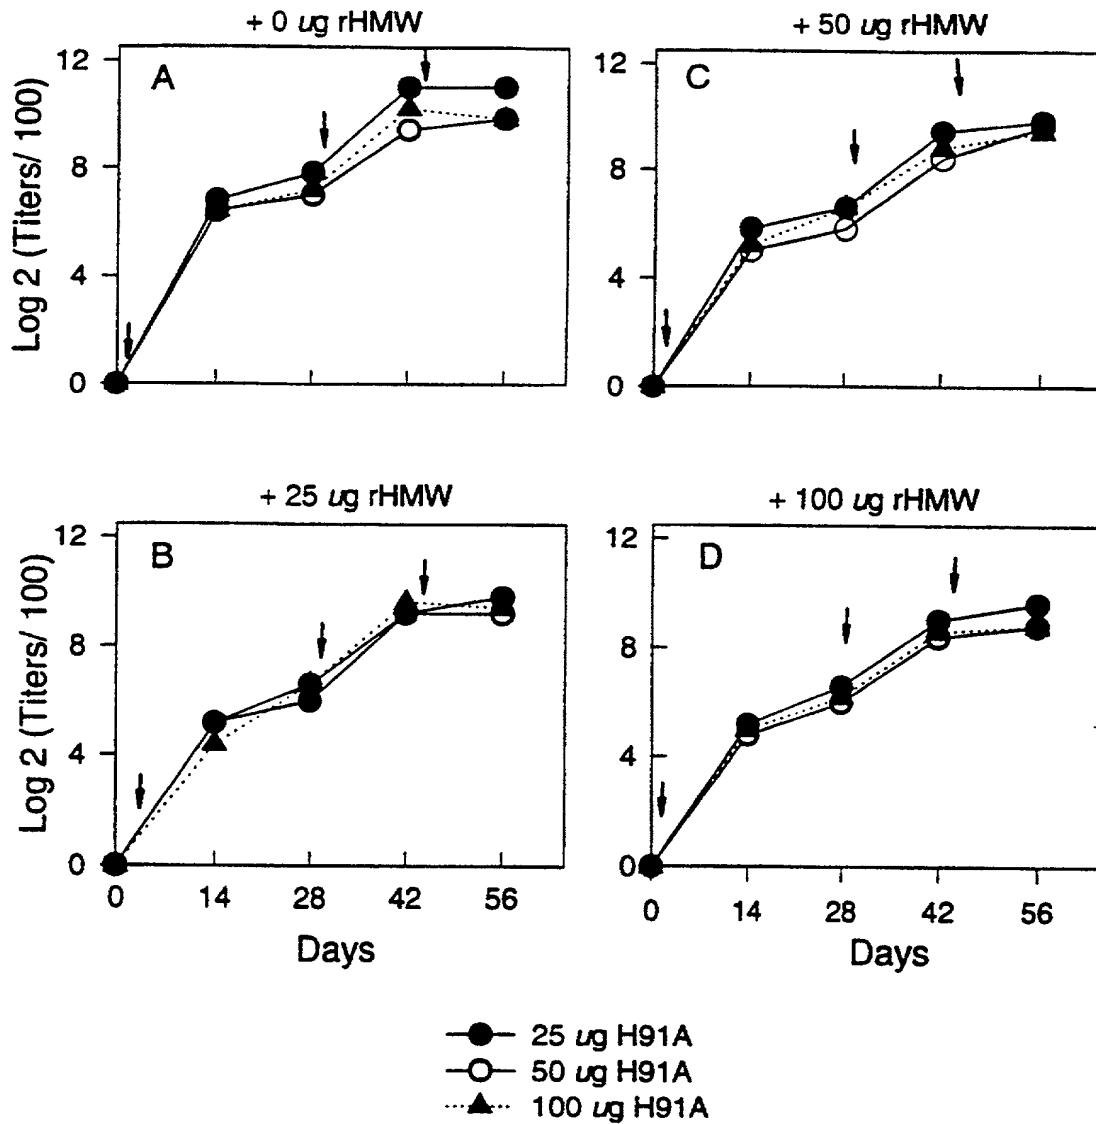 + 0 ug rHMW
A
12
8
4
0
Log 2 (Titers/ 100)
+ 50 ug rHMW
C
12
8
4
0
+ 25 ug rHMW
B
12
8
4
0
Log 2 (Titers/ 100)
0 14 28 42 56
Days
+ 100 ug rHMW
D
12
8
4
0
0 14 28 42 56
Days
25 ug H91A
50 ug H91A
100 ug H91A